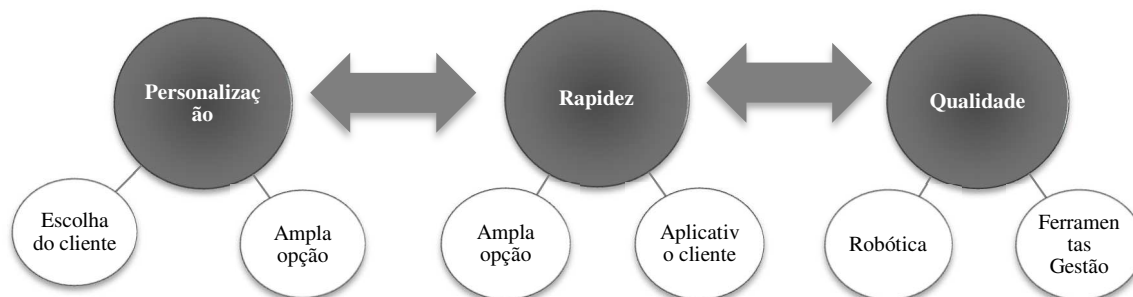 Personalizaç
ão
Rapidez
Qualidade
Escolha
do cliente
Ampla
opção
Ampla
opção
Aplicativ
o cliente
Robótica
Ferramen
tas
Gestão